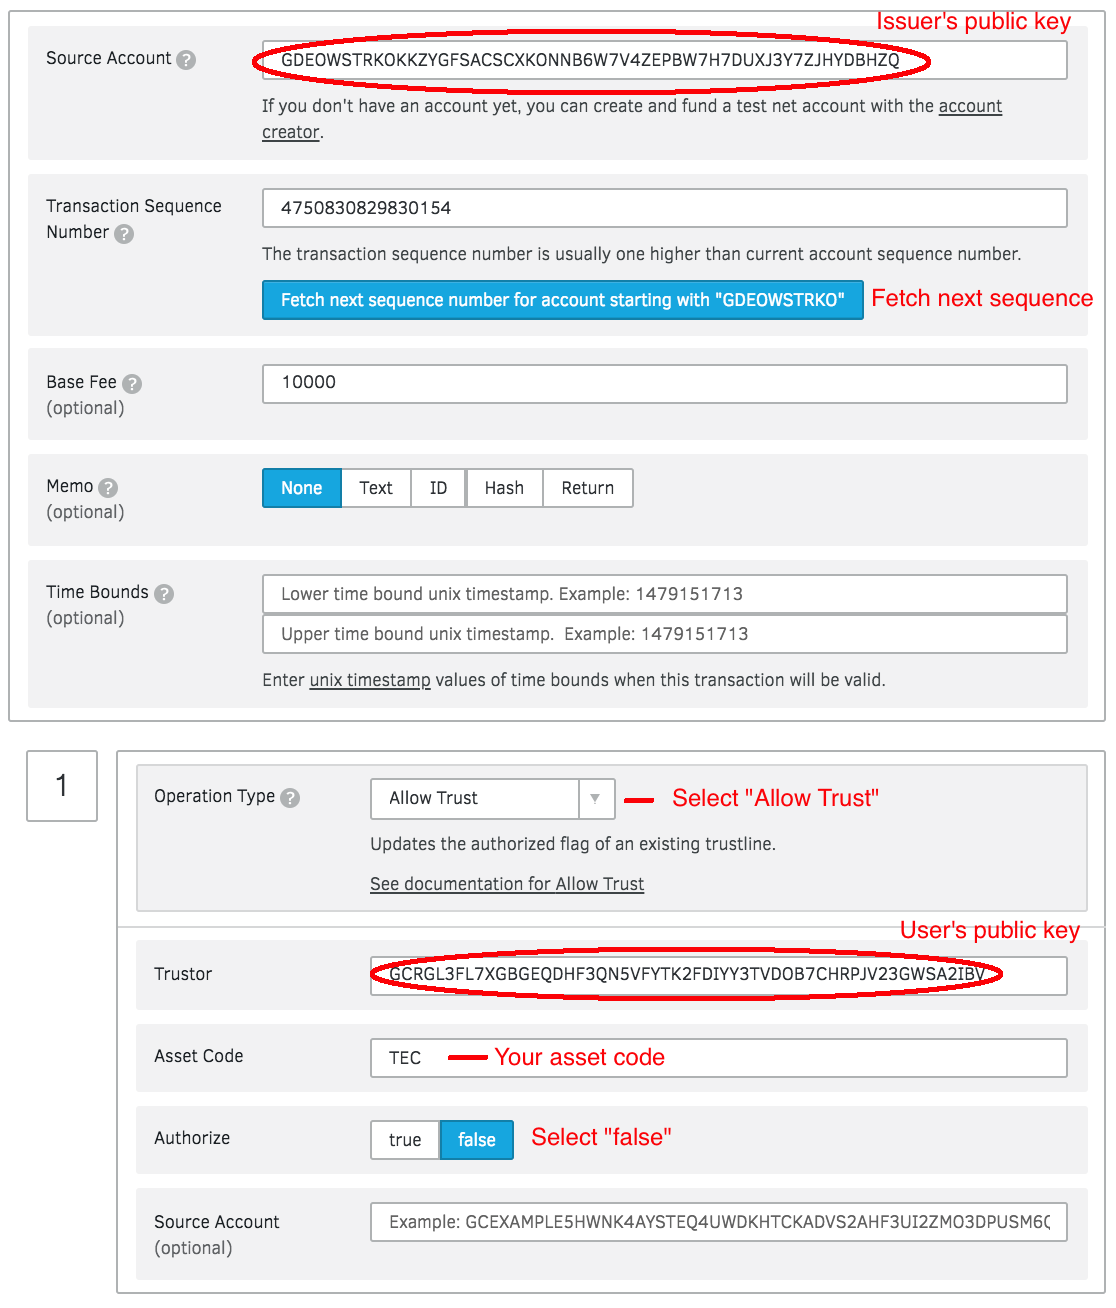 Issuer's public key
Source Account ?
GDEOWSTRKOKKZYGFSACSCXKONNB6W7V4ZEPBW7H7DUXJ3Y7ZJHYDBHZQ
If you don't have an account yet, you can create and fund a test net account with the account
creator.
Transaction Sequence
Number ?
4750830829830154
The transaction sequence number is usually one higher than current account sequence number.
Fetch next sequence number for account starting with "GDEOWSTRKO"
Fetch next sequence
Base Fee ?
(optional)
10000
Memo ?
(optional)
None Text ID Hash Return
Time Bounds ?
(optional)
Lower time bound unix timestamp. Example: 1479151713
Upper time bound unix timestamp. Example: 1479151713
Enter unix timestamp values of time bounds when this transaction will be valid.
1
Operation Type ?
Allow Trust
Select "Allow Trust"
Updates the authorized flag of an existing trustline.
See documentation for Allow Trust
User's public key
Trustor
GCRGL3FL7XGBGEQDHF3QN5VFYTK2FDIYY3TVDOB7CHRPJV23GWSA2IBV
Asset Code
TEC
Your asset code
Authorize
true false
Select "false"
Source Account
(optional)
Example: GCEXAMPLE5HWNK4AYSTEQ4UWDKHTCKADVS2AHF3UI2ZMO3DPUSM6Q